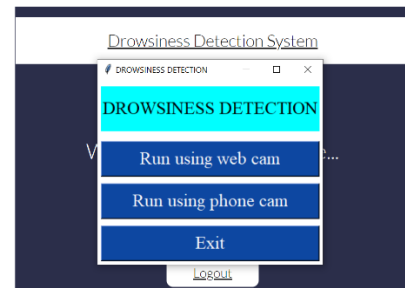 Drowsiness Detection System
DROWSINESS DETECTION
DROWSINESS DETECTION
Run using web cam
Run using phone cam
Exit
Logout